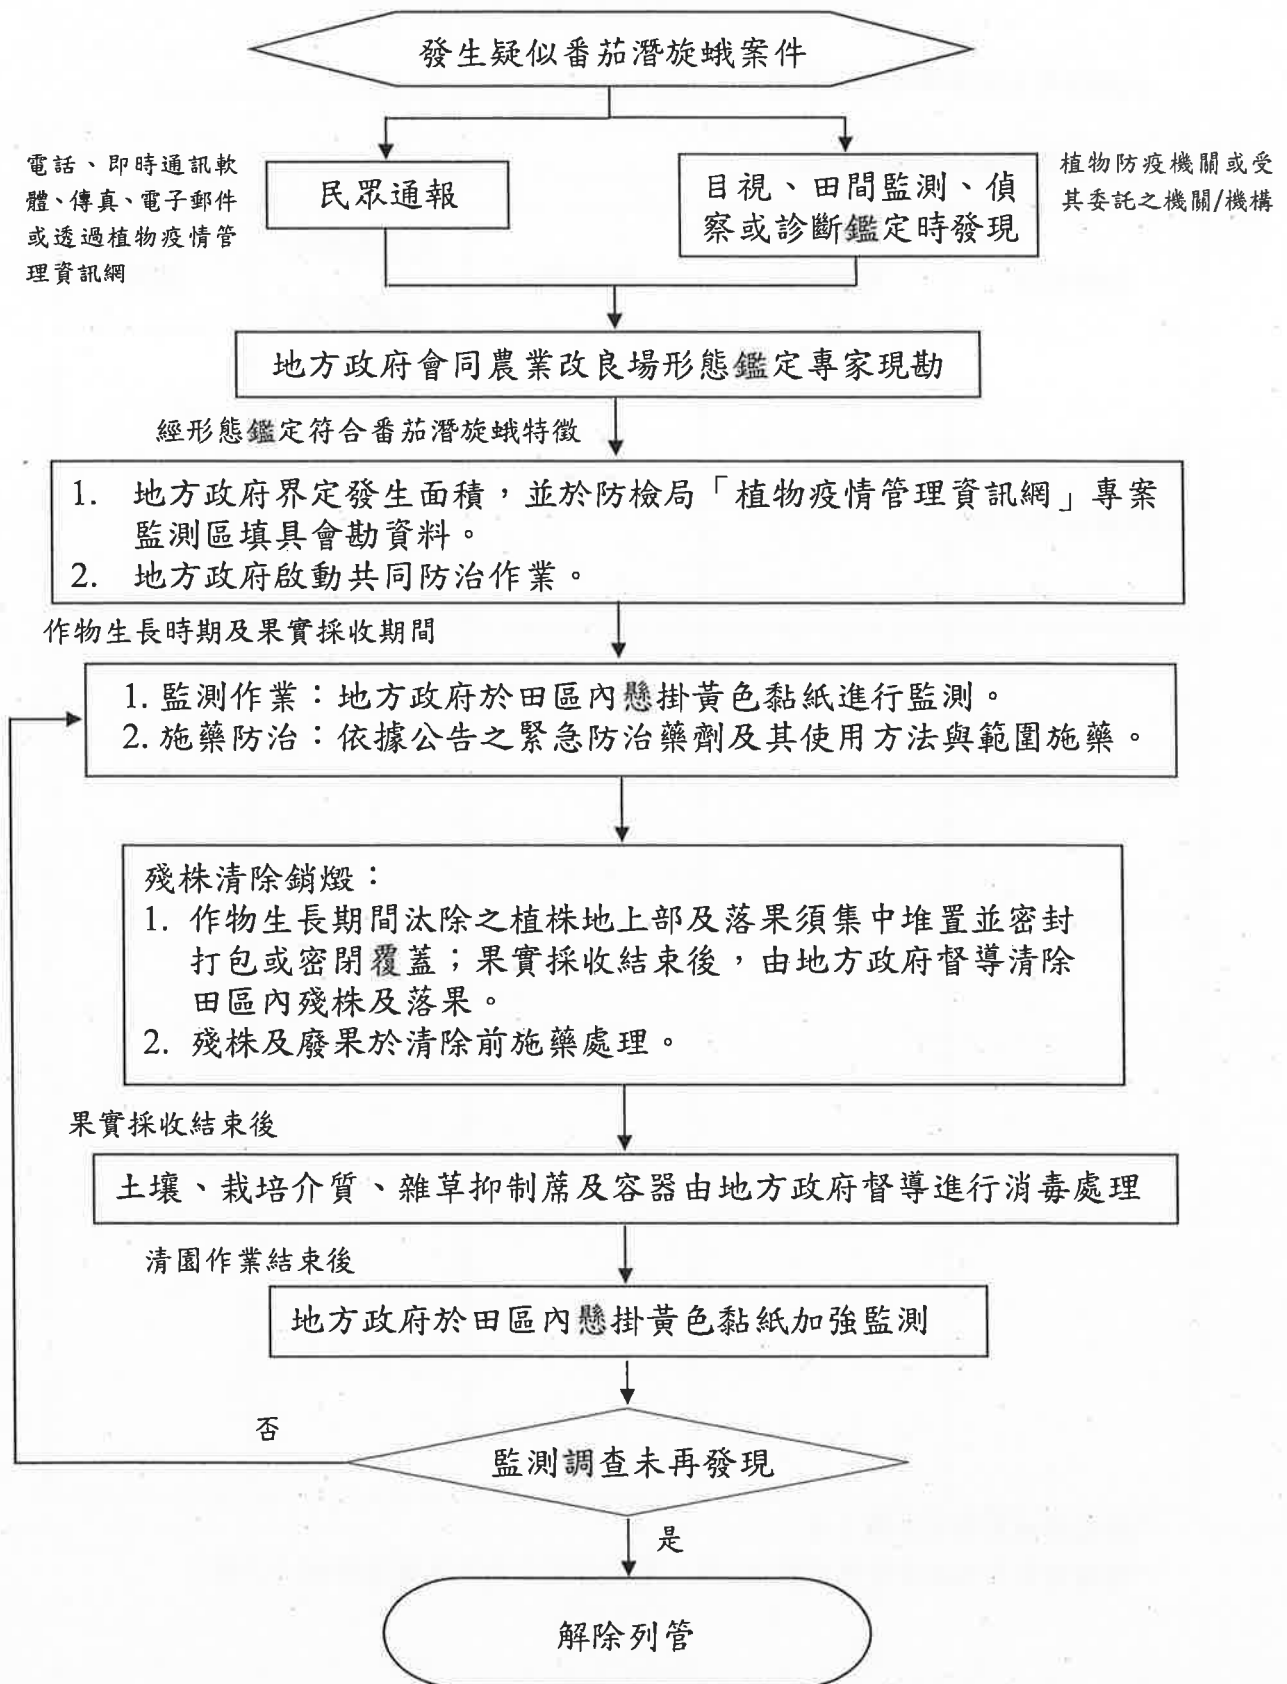 發生疑似番茄潛旋蛾案件
電話、即時通訊軟
體、傳真、電子郵件
或透過植物疫情管
理資訊網
民眾通報
目視、田間監測、偵
察或診斷鑑定時發現
植物防疫機關或受
其委託之機關/機構
地方政府會同農業改良場形態鑑定專家現勘
經形態鑑定符合番茄潛旋蛾特徵
1. 地方政府界定發生面積，並於防檢局「植物疫情管理資訊網」專案
監測區填具會勘資料。
2. 地方政府啟動共同防治作業。
作物生長時期及果實採收期間
1. 監測作業：地方政府於田區內懸掛黃色黏紙進行監測。
2. 施藥防治：依據公告之緊急防治藥劑及其使用方法與範圍施藥。
殘株清除銷燬：
1. 作物生長期間汰除之植株地上部及落果須集中堆置並密封
打包或密閉覆蓋；果實採收結束後，由地方政府督導清除
田區內殘株及落果。
2. 殘株及廢果於清除前施藥處理。
果實採收結束後
土壤、栽培介質、雜草抑制蓆及容器由地方政府督導進行消毒處理
清園作業結束後
地方政府於田區內懸掛黃色黏紙加強監測
否
監測調查未再發現
是
解除列管